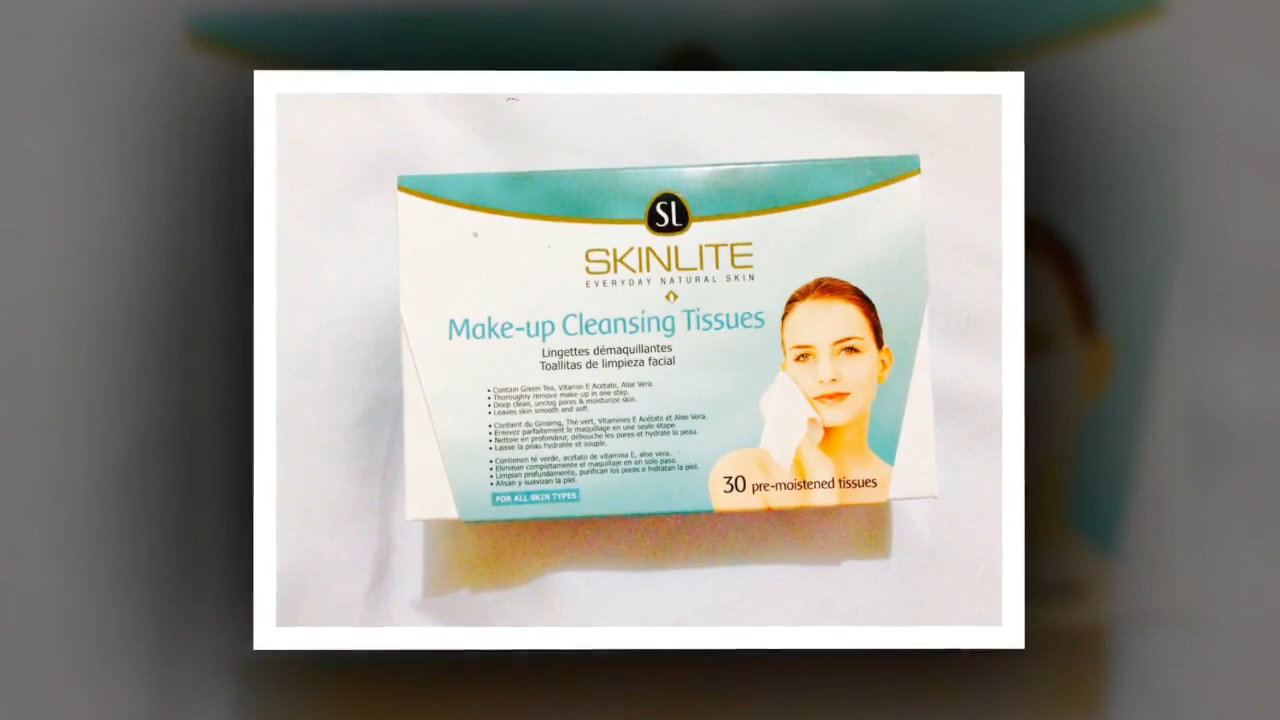 SL
SKINLITE
EVERYDAY NATURAL SKIN
Make-up Cleansing Tissues
Lingettes démaquillantes
Toallitas de limpieza facial
• Contain Green Tea, Vitamin E Acetate, Aloe Vera.
• Thoroughly remove make-up in one step.
• Deep clean, unclog pores & moisturize skin.
• Leaves skin smooth and soft.
• Contient du Ginseng, Thé vert, Vitamines E Acétate et Aloe Vera.
• Enlevez parfaitement le maquillage en une seule étape.
• Nettoie en profondeur, débouche les pores et hydrate la peau.
• Laisse la peau hydratée et souple.
• Contienen té verde, acetato de vitamina E, aloe vera.
• Eliminan completamente el maquillaje en un solo paso.
• Limpian profundamente, purifican los poros e hidratan la piel.
• Alisan y suavizan la piel.
FOR ALL SKIN TYPES
30 pre-moistened tissues